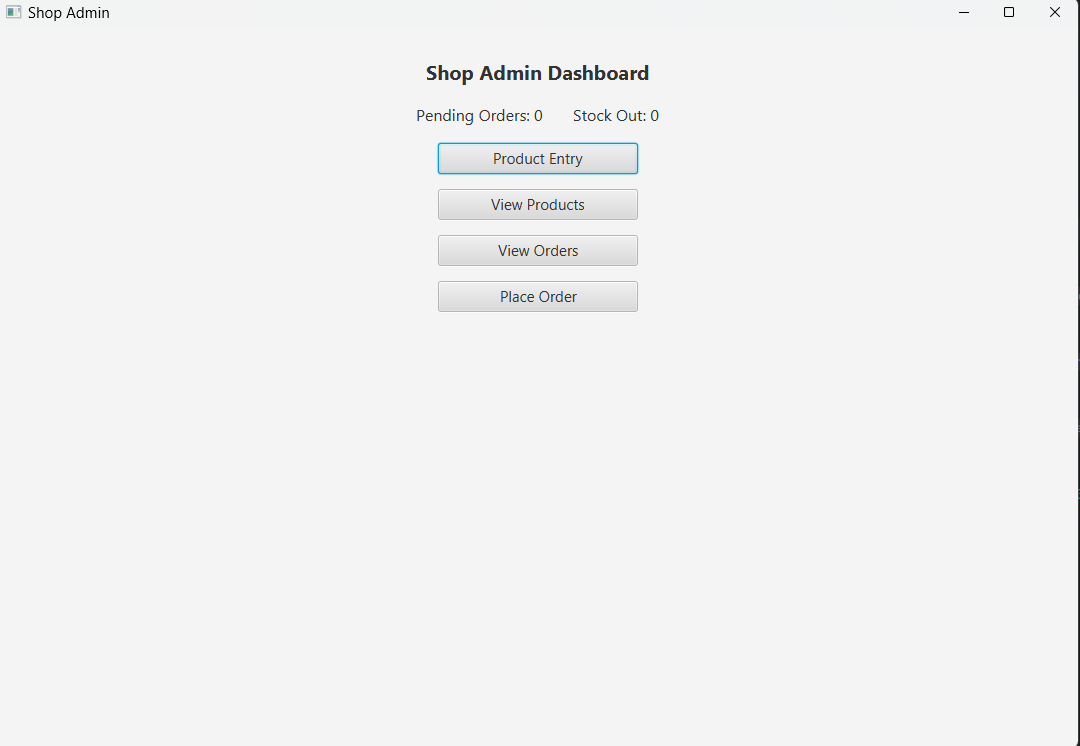 Shop Admin
Shop Admin Dashboard
Pending Orders: 0 Stock Out: 0
Product Entry
View Products
View Orders
Place Order